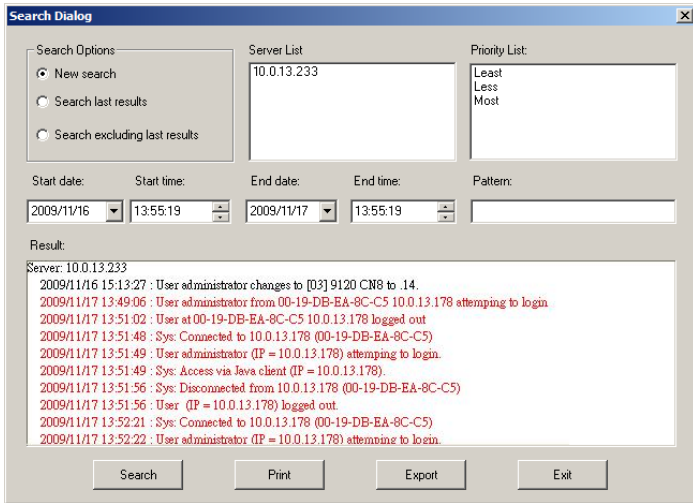 Search Dialog
Search Options
New search
Search last results
Search excluding last results
Server List
10.0.13.233
Priority List:
Least
Less
Most
Start date:
Start time:
End date:
End time:
Pattern:
2009/11/16
13:55:19
2009/11/17
13:55:19
Result:
Server: 10.0.13.233
2009/11/16 15:13:27 : User administrator changes to [03] 9120 CN8 to .14.
2009/11/17 13:49:06 : User administrator from 00-19-DB-EA-8C-C5 10.0.13.178 attemping to login
2009/11/17 13:51:02 : User at 00-19-DB-EA-8C-C5 10.0.13.178 logged out
2009/11/17 13:51:48 : Sys: Connected to 10.0.13.178 (00-19-DB-EA-8C-C5)
2009/11/17 13:51:49 : User administrator (IP = 10.0.13.178) attemping to login.
2009/11/17 13:51:49 : Sys: Access via Java client (IP = 10.0.13.178).
2009/11/17 13:51:56 : Sys: Disconnected from 10.0.13.178 (00-19-DB-EA-8C-C5)
2009/11/17 13:51:56 : User (IP = 10.0.13.178) logged out.
2009/11/17 13:52:21 : Sys: Connected to 10.0.13.178 (00-19-DB-EA-8C-C5)
2009/11/17 13:52:22 : User administrator (IP = 10.0.13.178) attemping to login.
Search
Print
Export
Exit